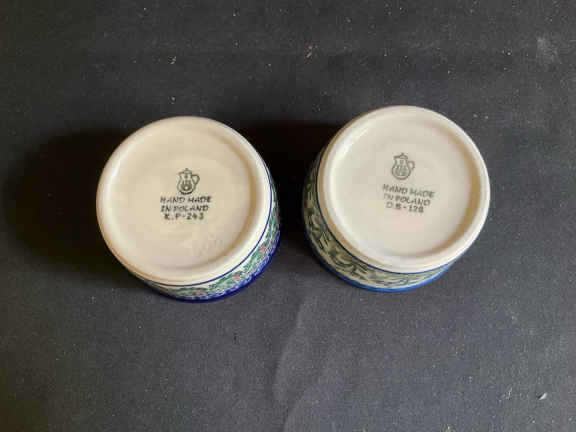 HAND MADE
IN POLAND
K.P-243
HAND MADE
IN POLAND
D.B-128